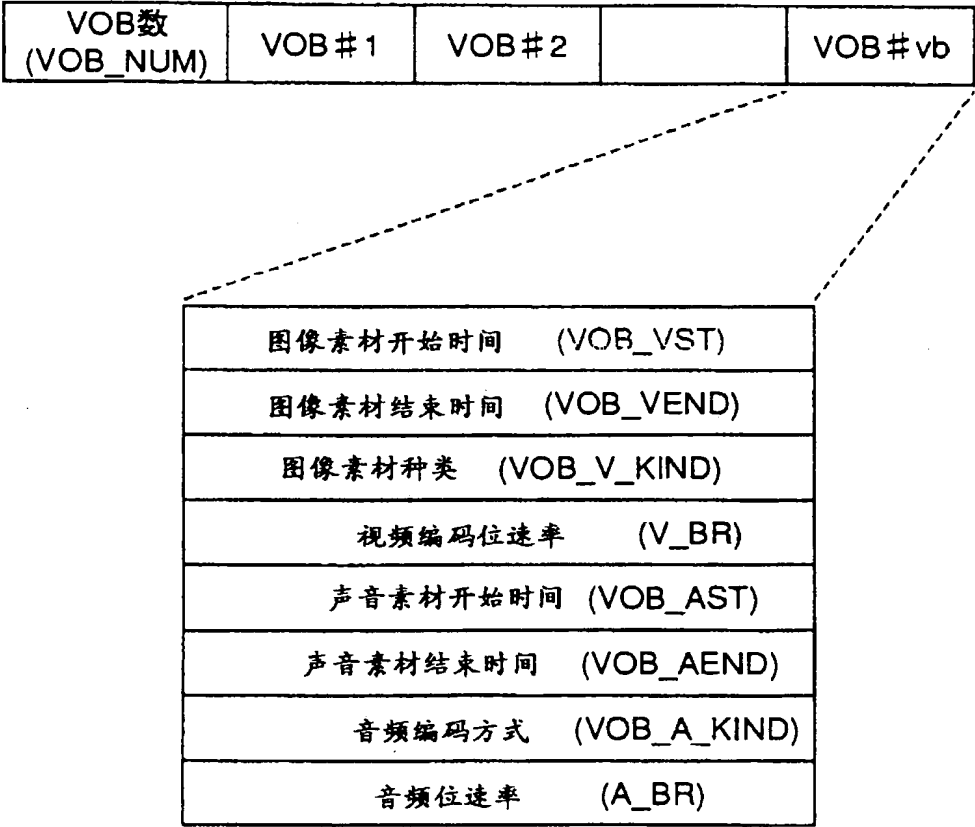 VOB数
(VOB_NUM)
VOB#1
VOB#2
VOB#vb
图像素材开始时间 (VOB_VST)
图像素材结束时间 (VOB_VEND)
图像素材种类 (VOB_V_KIND)
视频编码位速率 (V_BR)
声音素材开始时间 (VOB_AST)
声音素材结束时间 (VOB_AEND)
音频编码方式 (VOB_A_KIND)
音频位速率 (A_BR)